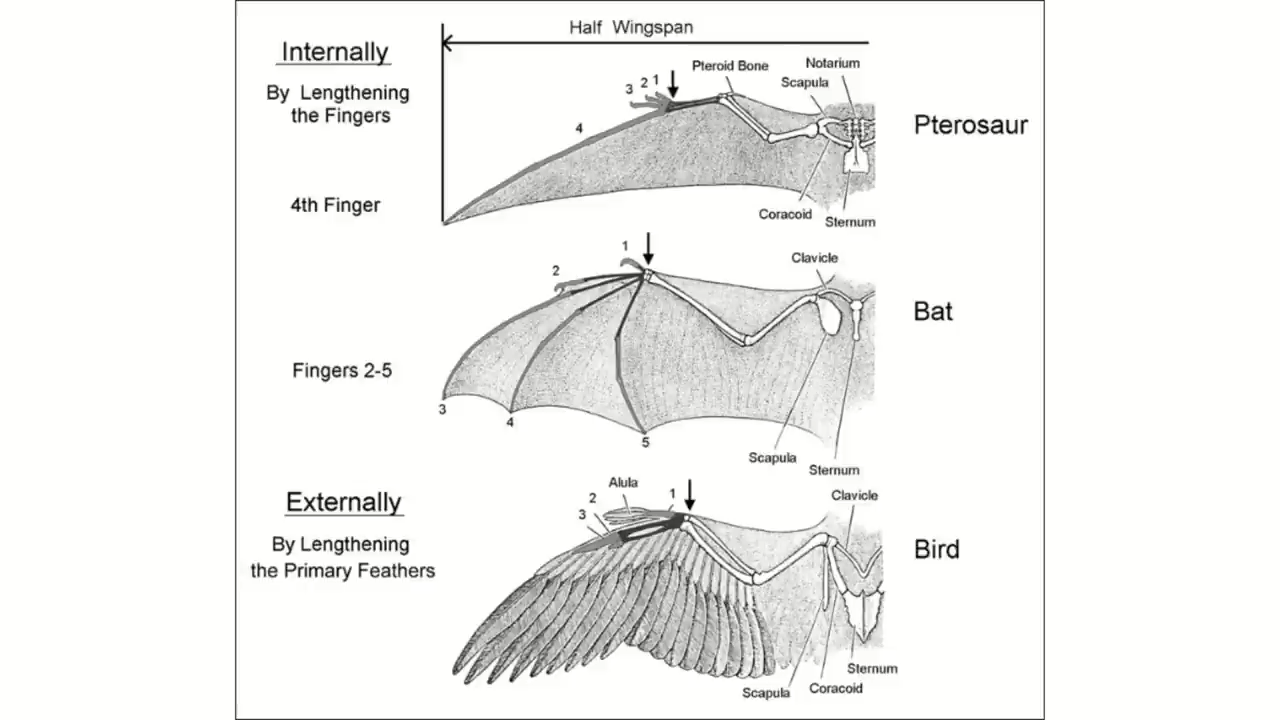 Half Wingspan
Internally
By Lengthening
the Fingers
4th Finger
Pteroid Bone
Notarium
Scapula
3 2 1
4
Pterosaur
Coracoid
Sternum
1
2
Clavicle
Bat
Fingers 2-5
3
4
5
Scapula
Sternum
Externally
By Lengthening
the Primary Feathers
Alula
1
2
3
Clavicle
Bird
Sternum
Scapula
Coracoid